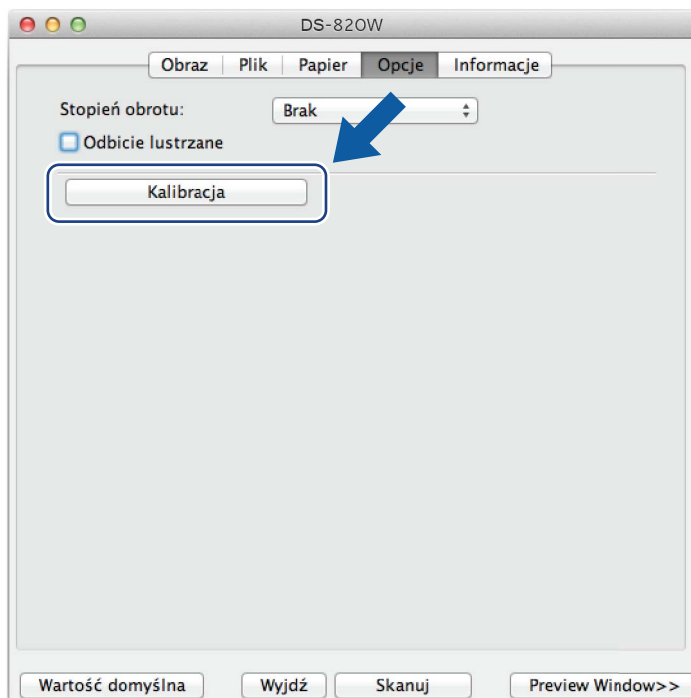 DS-820W
Obraz Plik Papier Opcje Informacje
Stopień obrotu: Brak
Odbicie lustrzane
Kalibracja
Wartość domyślna Wyjdź Skanuj Preview Window>>